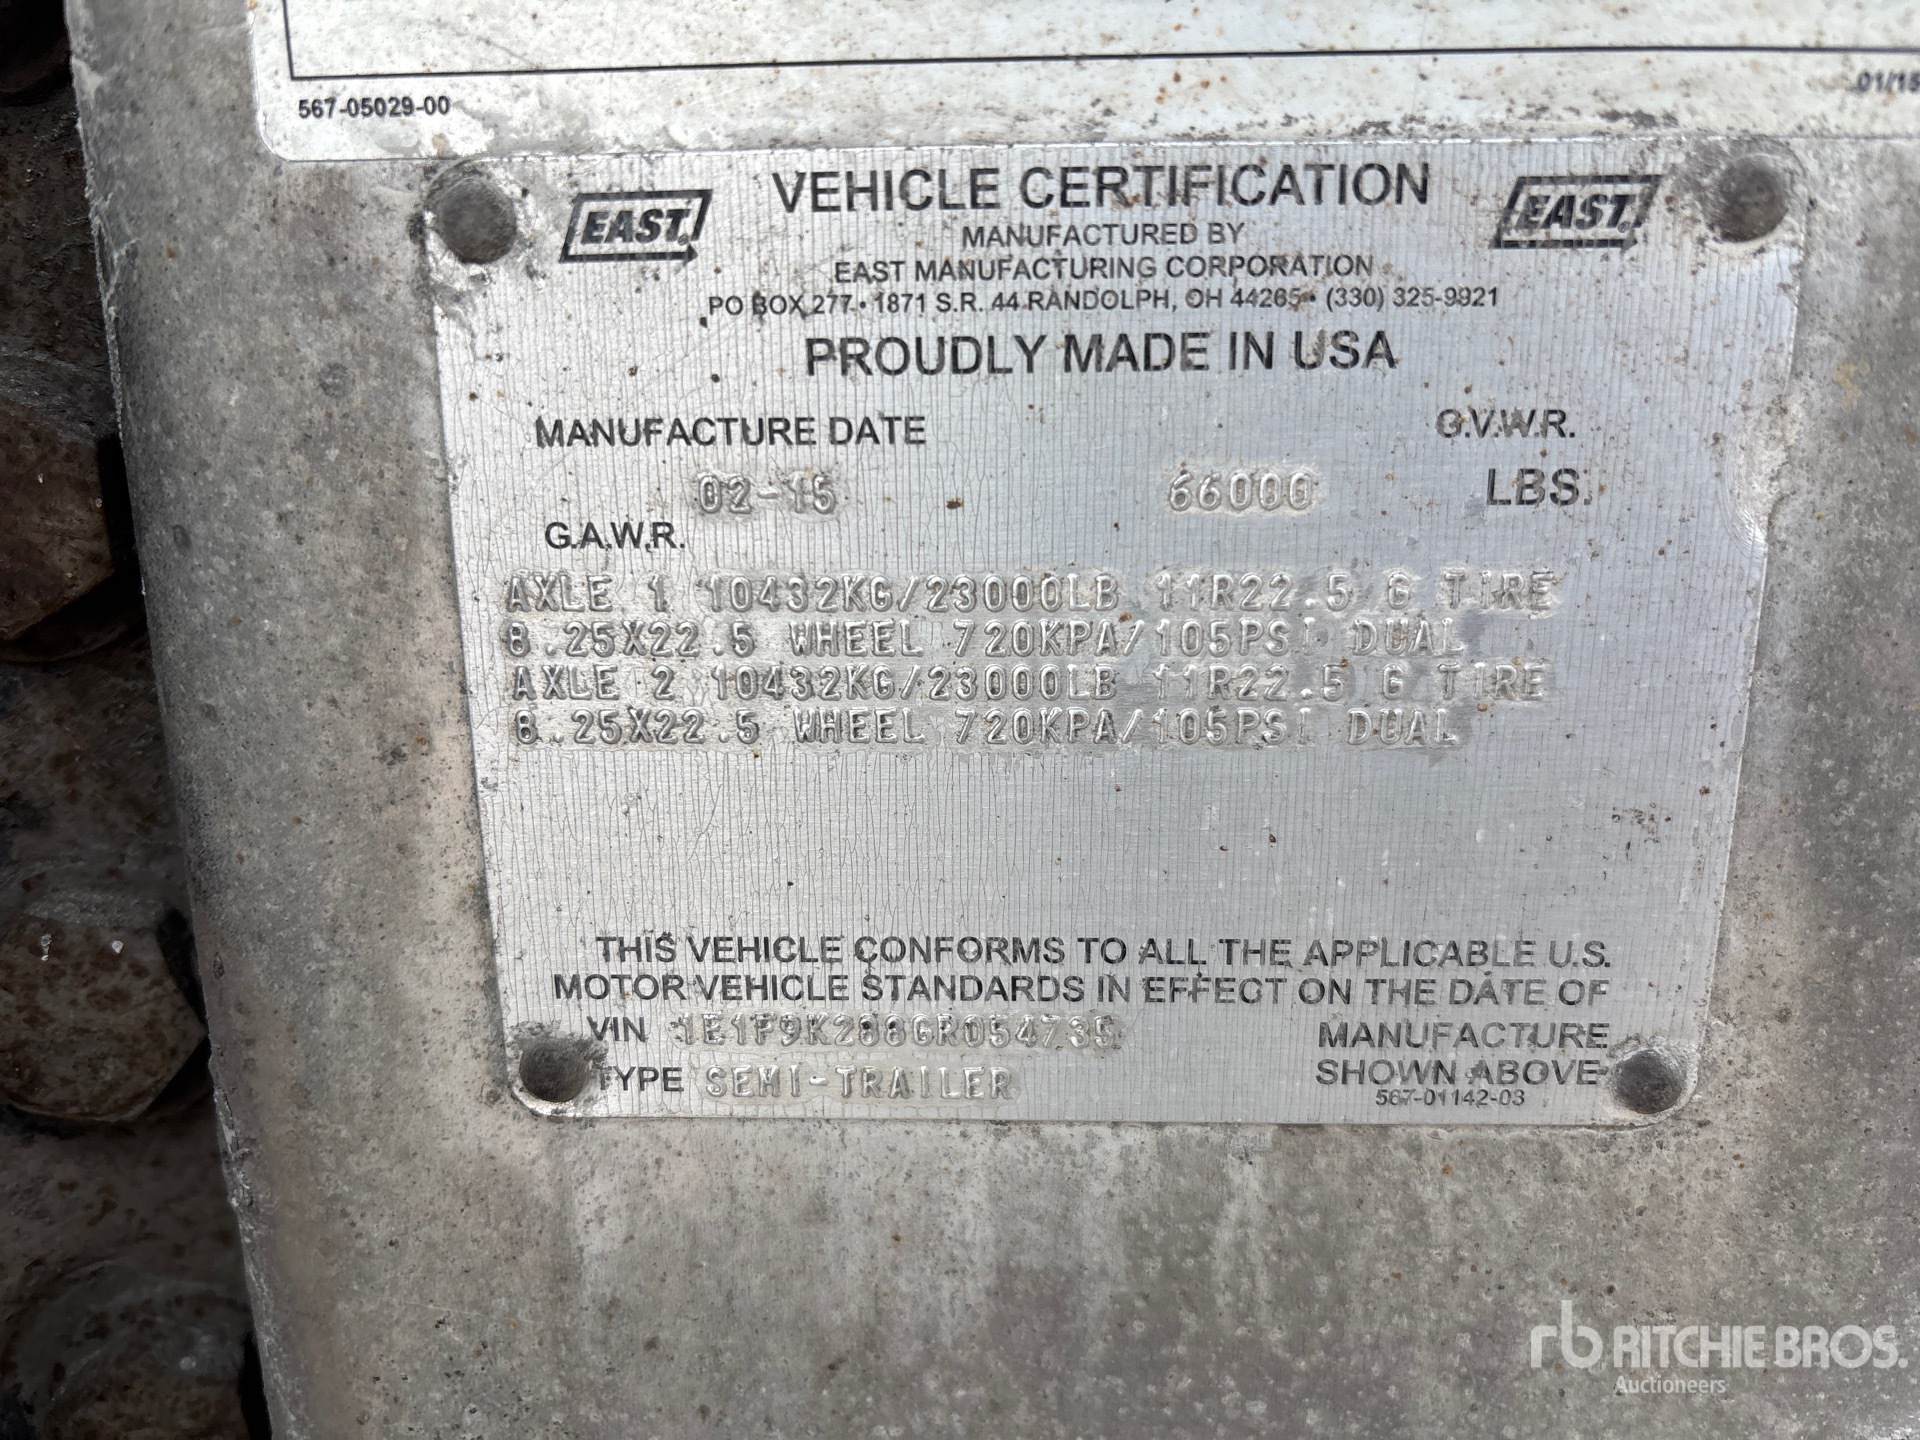 567-05029-00
01/15
EAST
VEHICLE CERTIFICATION
EAST
MANUFACTURED BY
EAST MANUFACTURING CORPORATION
PO BOX 277 • 1871 S.R. 44 RANDOLPH, OH 44265 • (330) 325-9921
PROUDLY MADE IN USA
MANUFACTURE DATE
G.V.W.R.
02-15
66000
LBS.
G.A.W.R.
AXLE 1 10432KG/23000LB 11R22.5 G TIRE
8.25X22.5 WHEEL 720KPA/105PSI DUAL
AXLE 2 10432KG/23000LB 11R22.5 G TIRE
8.25X22.5 WHEEL 720KPA/105PSI DUAL
THIS VEHICLE CONFORMS TO ALL THE APPLICABLE U.S.
MOTOR VEHICLE STANDARDS IN EFFECT ON THE DATE OF
VIN 1E1F9K288GR054735
MANUFACTURE
TYPE SEMI-TRAILER
SHOWN ABOVE
567-01142-03
rb RITCHIE BROS.
Auctioneers